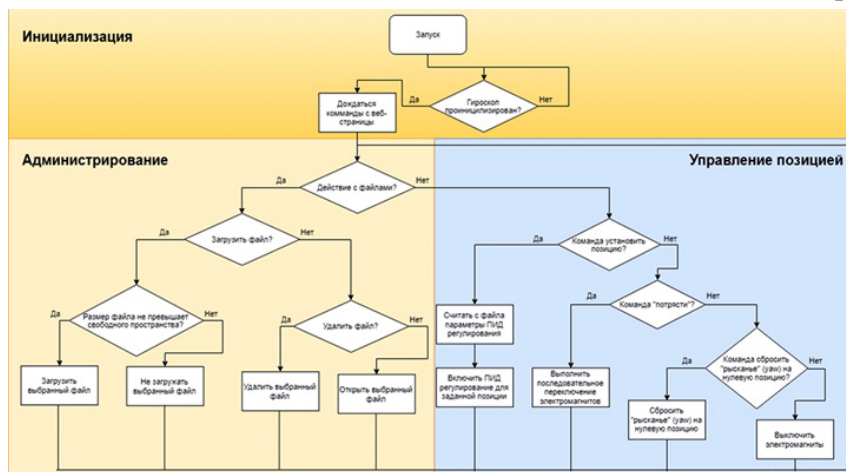 Инициализация
Запуск
Гироскоп
проинициализирован?
Да
Нет
Дождаться
комманды с веб-
страницы
Администрирование
Управление позицией
Действие с файлами?
Да
Нет
Загрузить файл?
Да
Нет
Команда установить
позицию?
Да
Нет
Размер файла не превышает
свободного пространства?
Да
Нет
Удалить файл?
Да
Нет
Считать с файла
параметры ПИД
регулирования
Команда "потрясти"?
Да
Нет
Команда сбросить
"рысканье" (yaw) на
нулевую позицию?
Да
Нет
Загрузить
выбранный файл
Не загружать
выбранный файл
Удалить выбранный
файл
Открыть выбранный
файл
Включить ПИД
регулирование для
заданной позиции
Выполнить
последовательное
переключение
электромагнитов
Сбросить
"рысканье" (yaw) на
нулевую позицию
Выключить
электромагниты